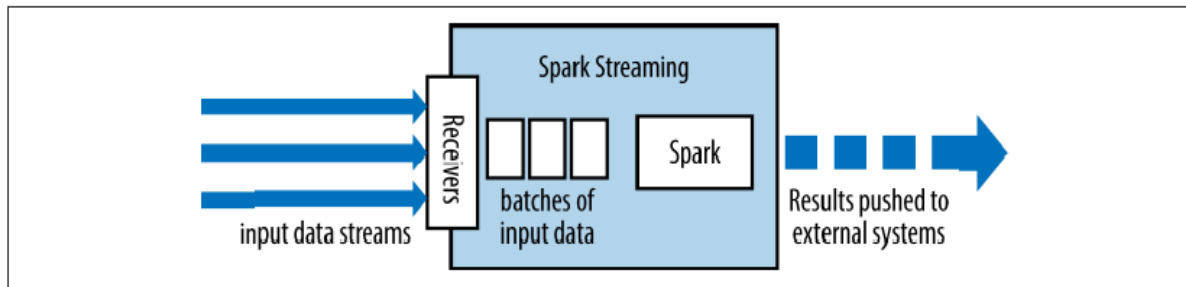 Spark Streaming
Receivers
Spark
batches of
input data
input data streams
Results pushed to
external systems